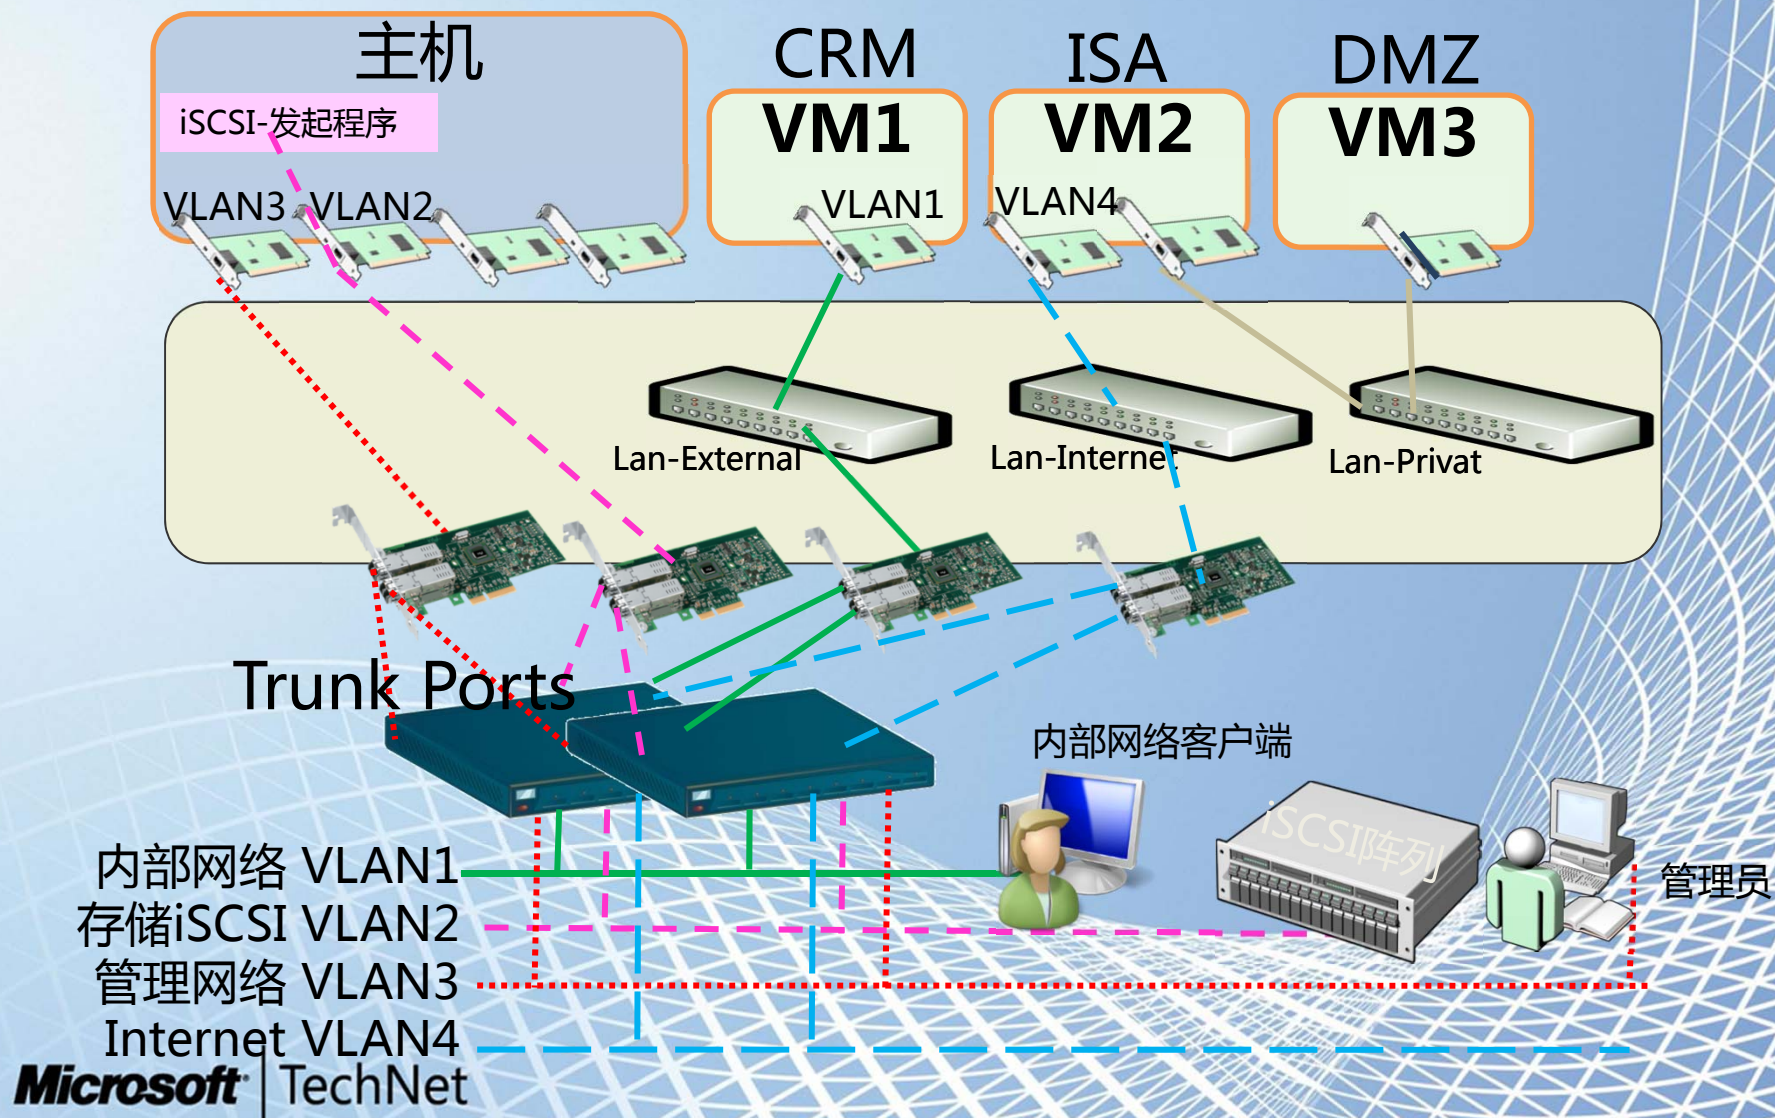 主机
CRM
ISA
DMZ
iSCSI-发起程序
VM1
VM2
VM3
VLAN3
VLAN2
VLAN1
VLAN4
Lan-External
Lan-Internet
Lan-Privat
Trunk Ports
内部网络客户端
iSCSI阵列
管理员
内部网络 VLAN1
存储iSCSI VLAN2
管理网络 VLAN3
Internet VLAN4
Microsoft TechNet